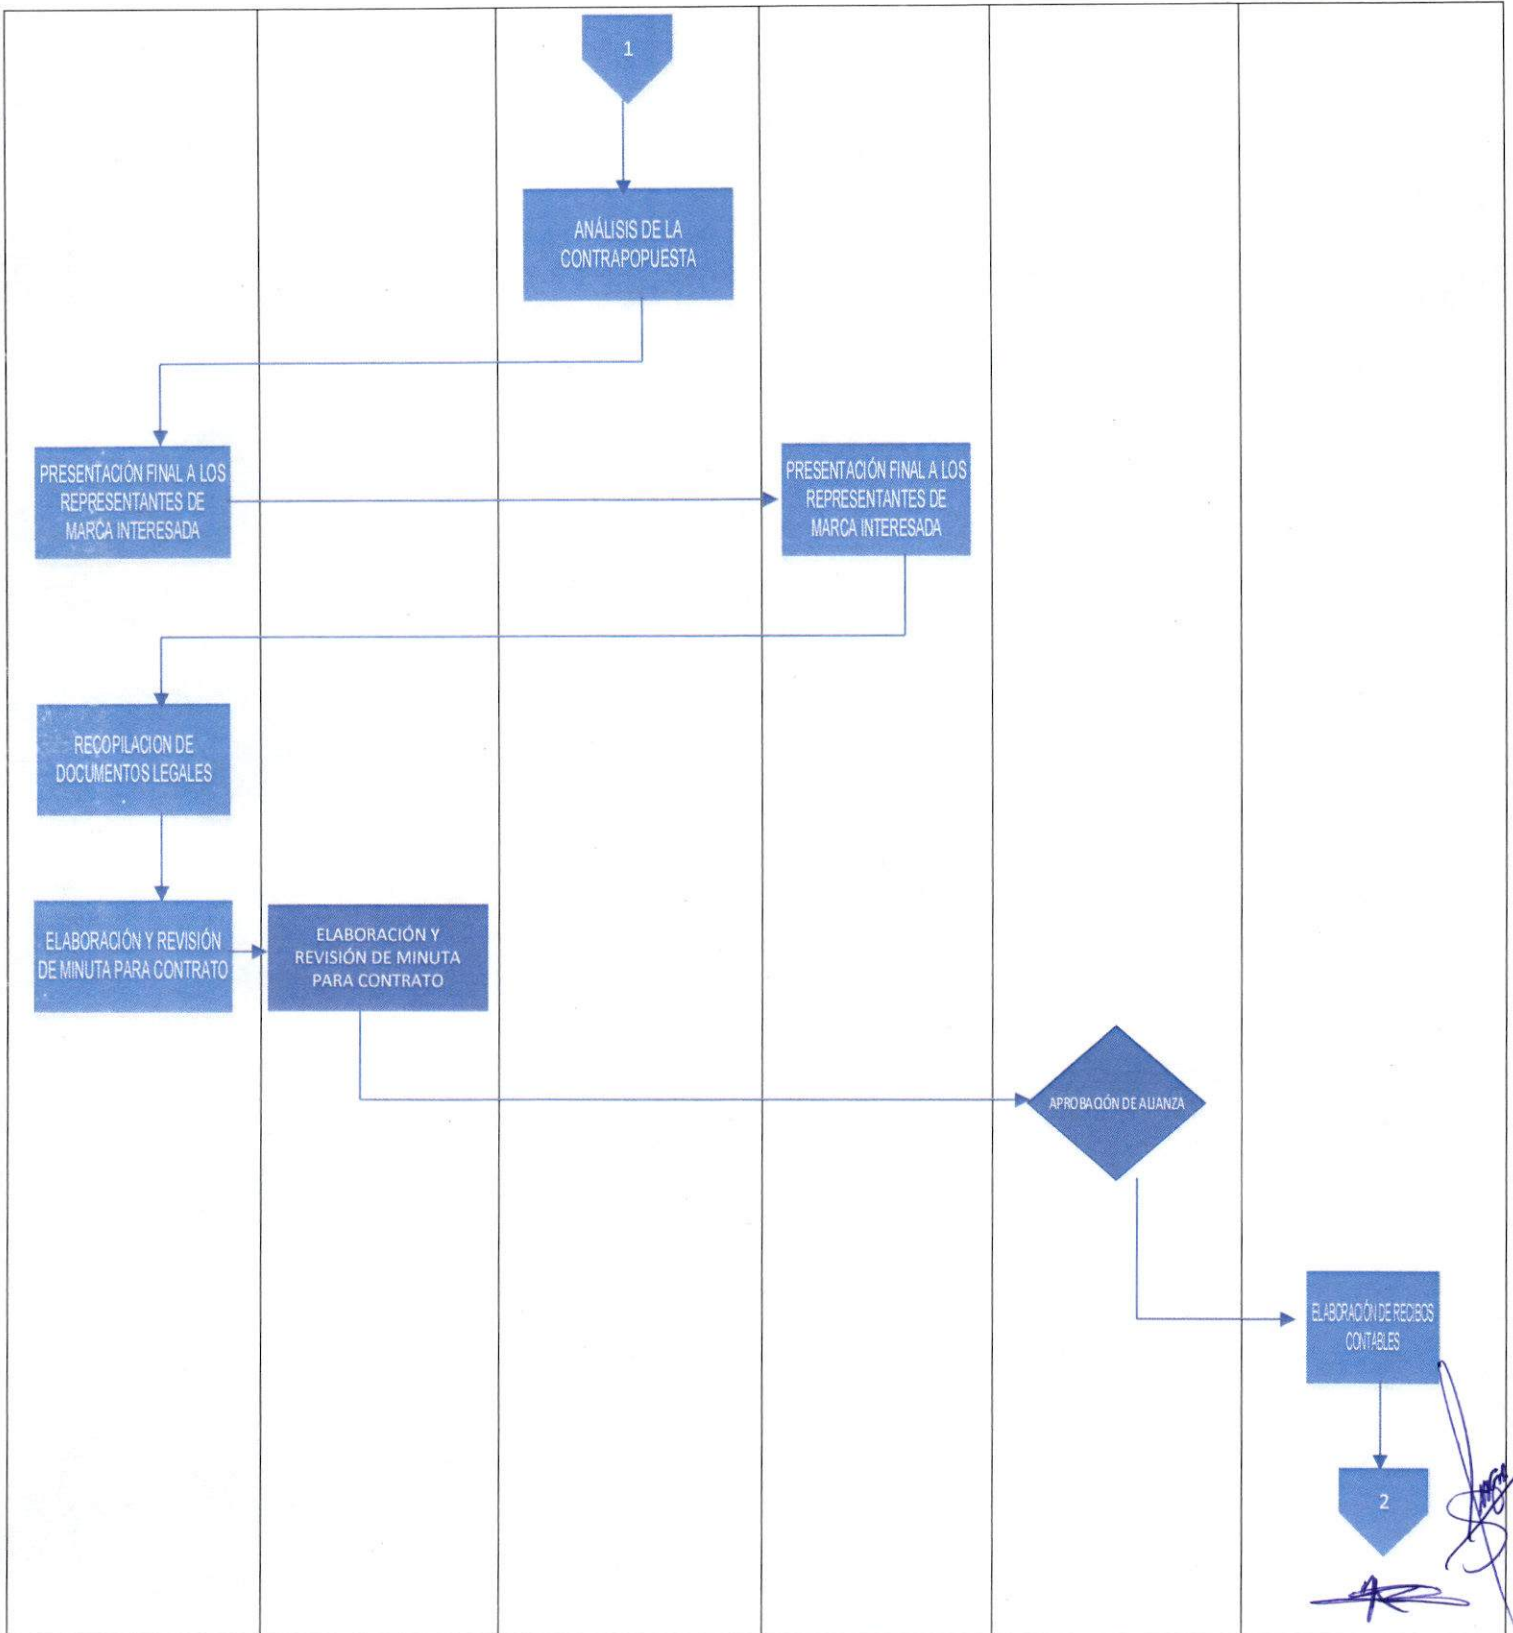 1
ANÁLISIS DE LA
CONTRAPOPUESTA
PRESENTACIÓN FINAL A LOS
REPRESENTANTES DE
MARCA INTERESADA
PRESENTACIÓN FINAL A LOS
REPRESENTANTES DE
MARCA INTERESADA
RECOPILACION DE
DOCUMENTOS LEGALES
ELABORACIÓN Y REVISIÓN
DE MINUTA PARA CONTRATO
ELABORACIÓN Y
REVISIÓN DE MINUTA
PARA CONTRATO
APROBACIÓN DE ALIANZA
ELABORACIÓN DE RECIBOS
CONTABLES
2